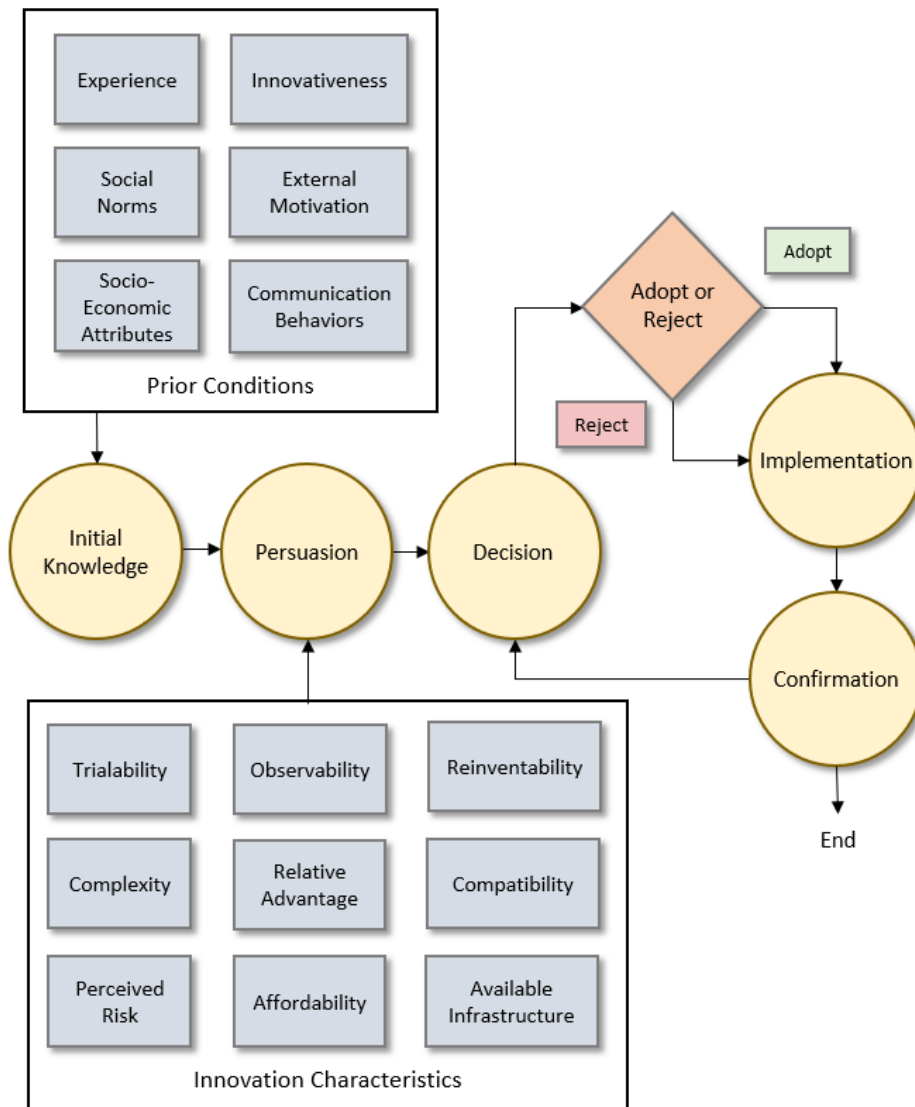 Experience
Innovativeness
Social
Norms
External
Motivation
Socio-
Economic
Attributes
Communication
Behaviors
Prior Conditions
Adopt or
Reject
Adopt
Reject
Implementation
Initial
Knowledge
Persuasion
Decision
Confirmation
End
Trialability
Observability
Reinventability
Complexity
Relative
Advantage
Compatibility
Perceived
Risk
Affordability
Available
Infrastructure
Innovation Characteristics